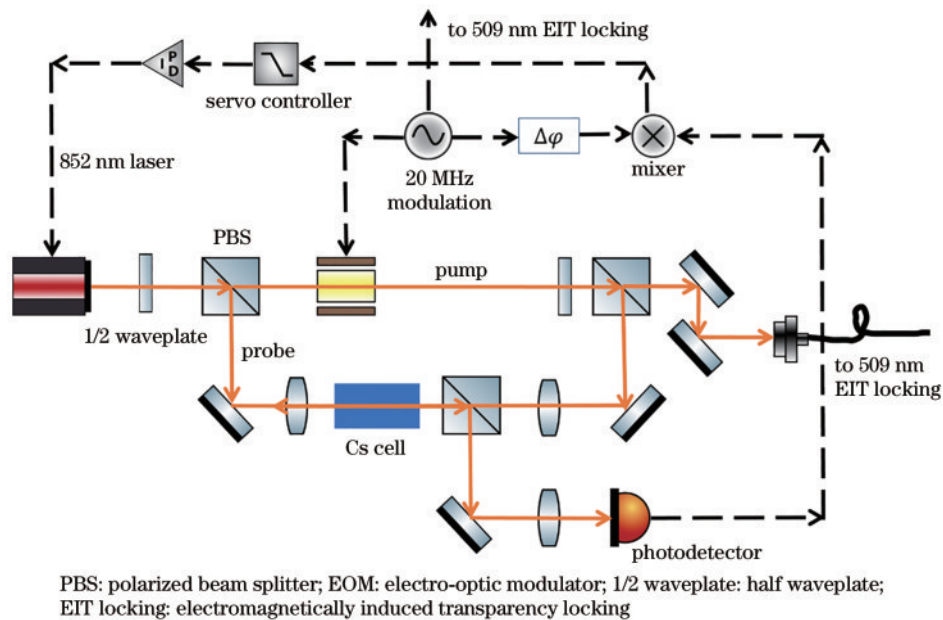 to 509 nm EIT locking
P
I
D
servo controller
852 nm laser
20 MHz
modulation
Δφ
mixer
PBS
pump
1/2 waveplate
probe
to 509 nm
EIT locking
Cs cell
photodetector
PBS: polarized beam splitter; EOM: electro-optic modulator; 1/2 waveplate: half waveplate;
EIT locking: electromagnetically induced transparency locking